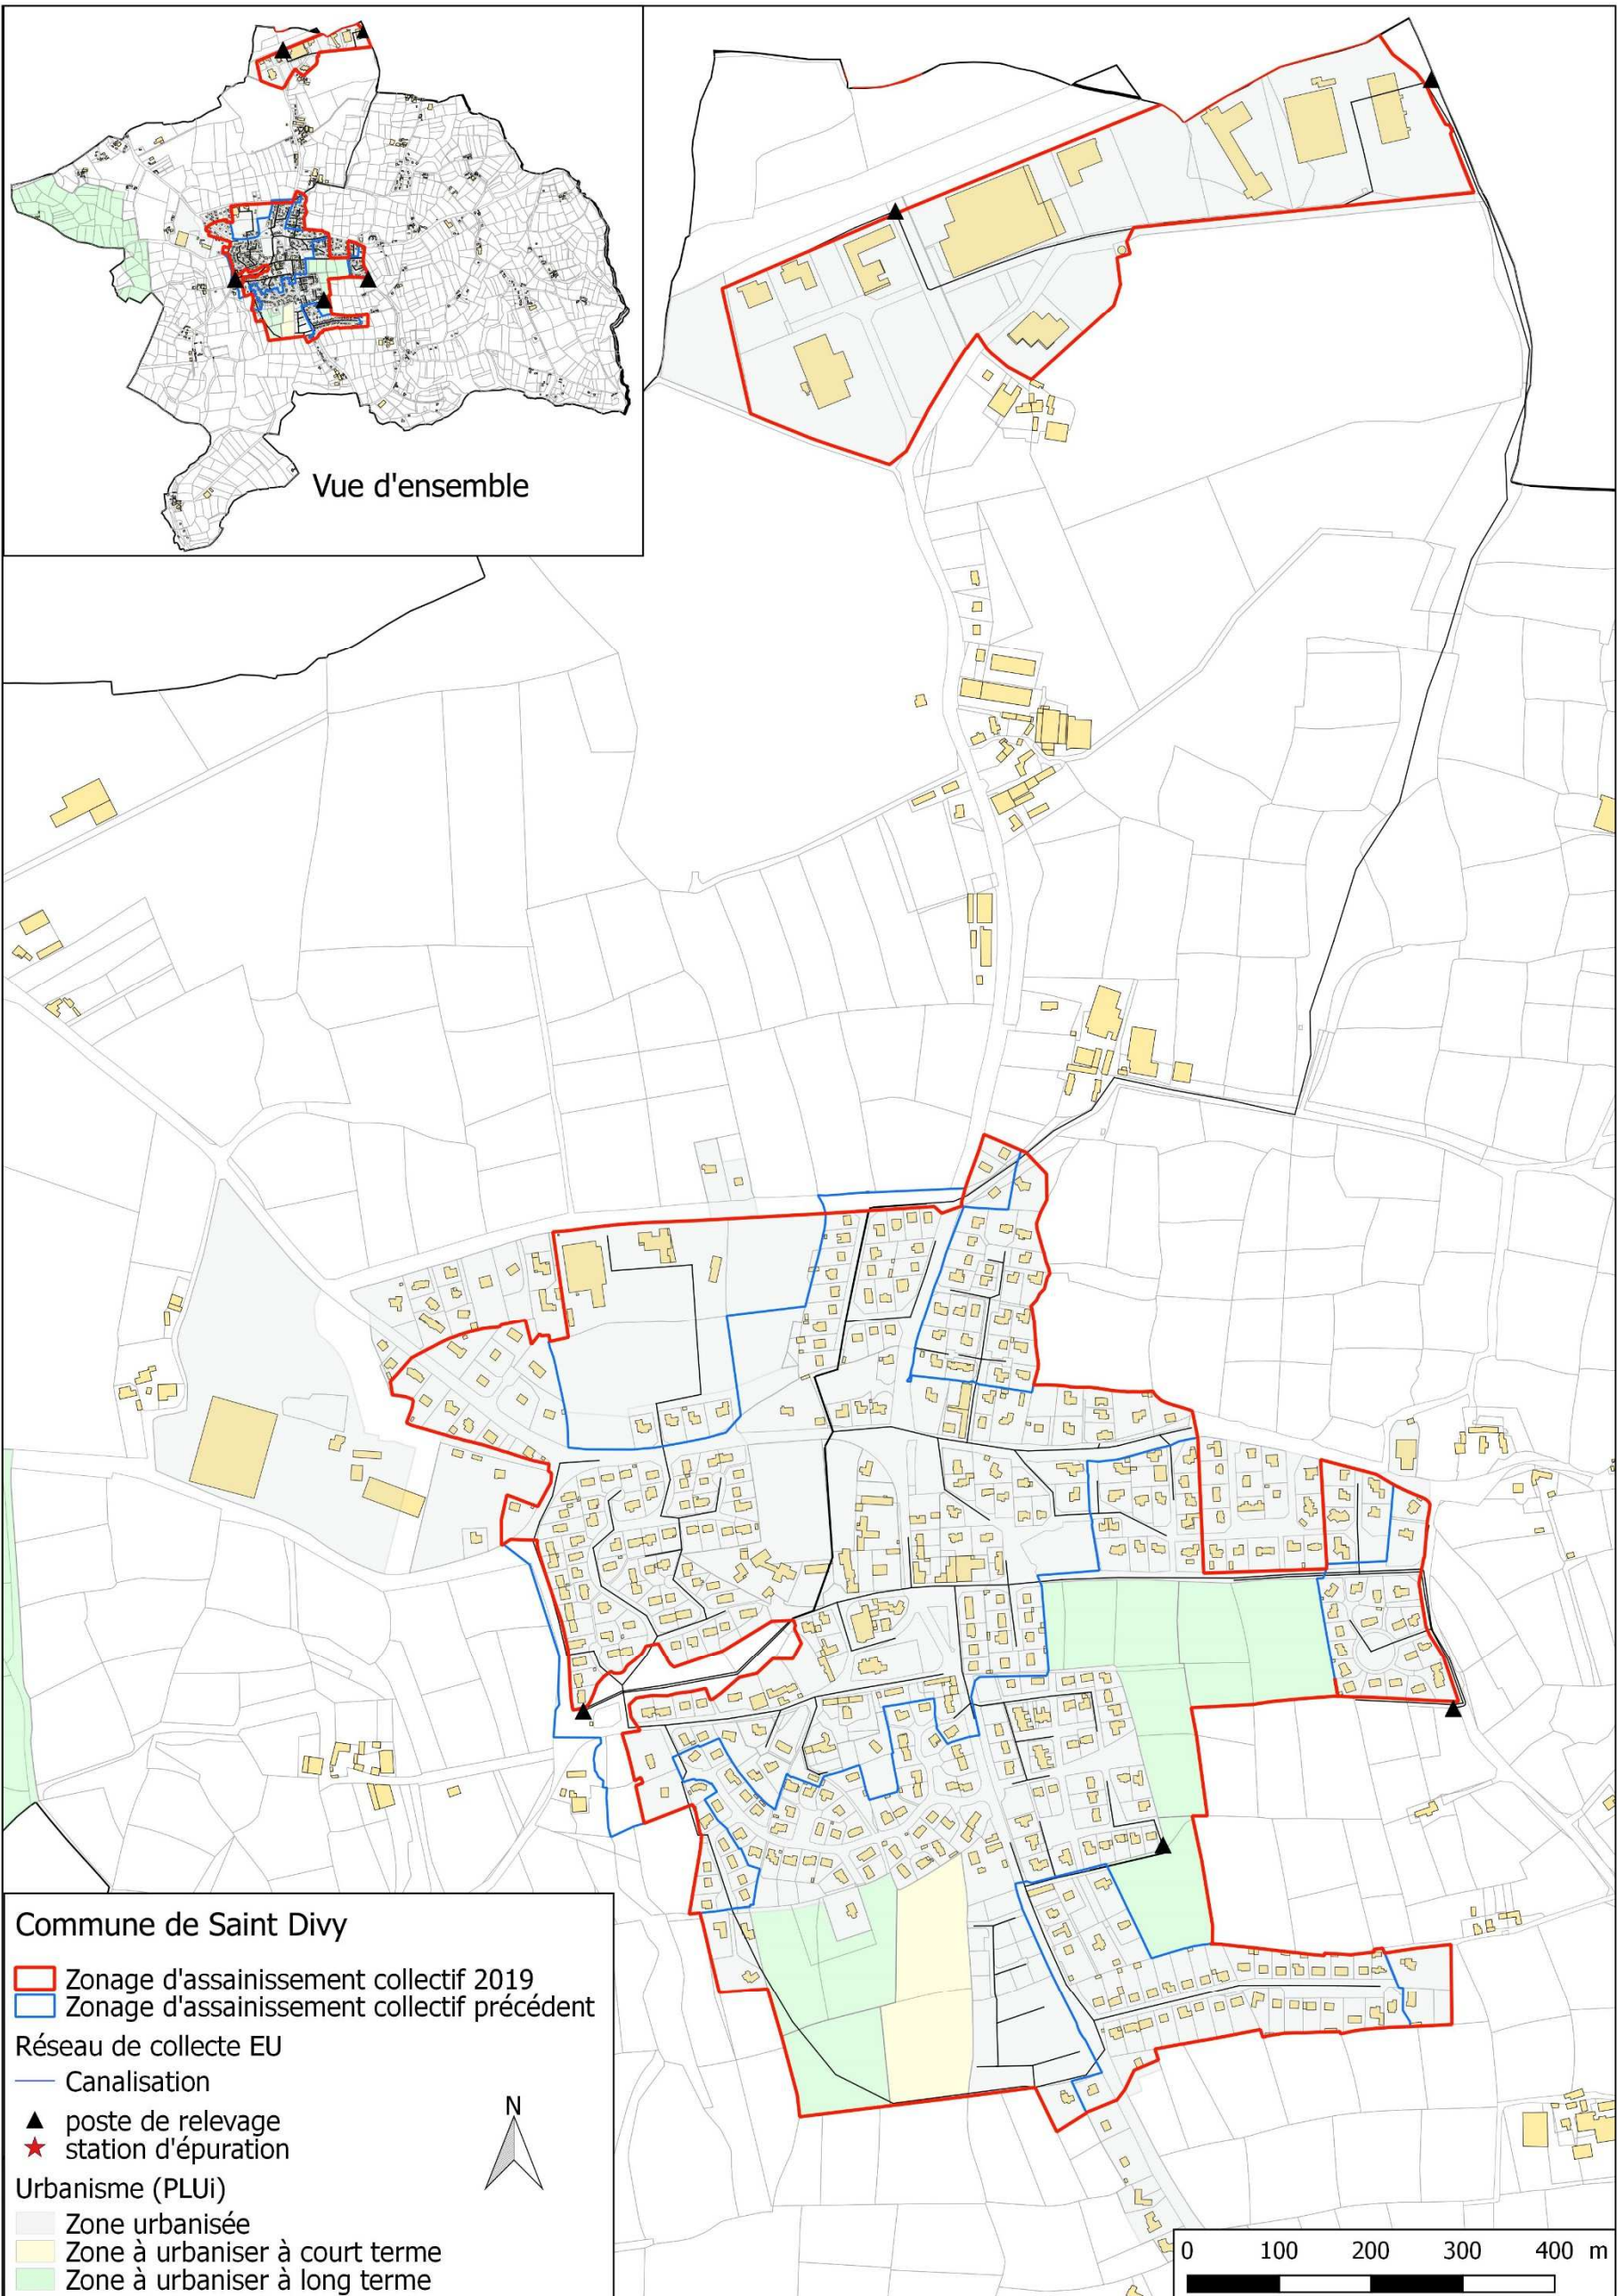 Vue d'ensemble
Commune de Saint Divy
Zonage d'assainissement collectif 2019
Zonage d'assainissement collectif précédent
Réseau de collecte EU
Canalisation
poste de relevage
station d'épuration
N
Urbanisme (PLUi)
Zone urbanisée
Zone à urbaniser à court terme
Zone à urbaniser à long terme
0 100 200 300 400 m